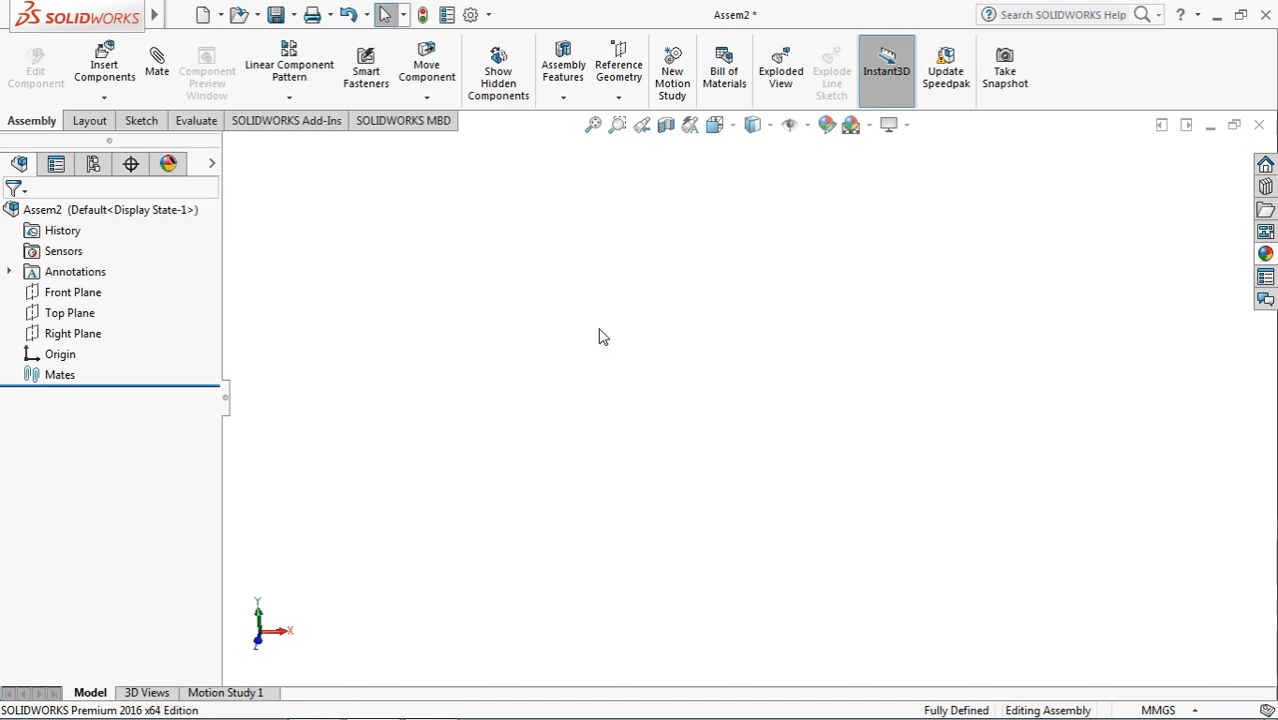 SOLIDWORKS
Assem2 *
Search SOLIDWORKS Help
Edit Component
Insert Components
Mate
Component Preview Window
Linear Component Pattern
Smart Fasteners
Move Component
Show Hidden Components
Assembly Features
Reference Geometry
New Motion Study
Bill of Materials
Exploded View
Explode Line Sketch
Instant3D
Update Speedpak
Take Snapshot
Assembly
Layout
Sketch
Evaluate
SOLIDWORKS Add-Ins
SOLIDWORKS MBD
Assem2 (Default<Display State-1>)
History
Sensors
Annotations
Front Plane
Top Plane
Right Plane
Origin
Mates
Y
X
Z
Model
3D Views
Motion Study 1
SOLIDWORKS Premium 2016 x64 Edition
Fully Defined
Editing Assembly
MMGS